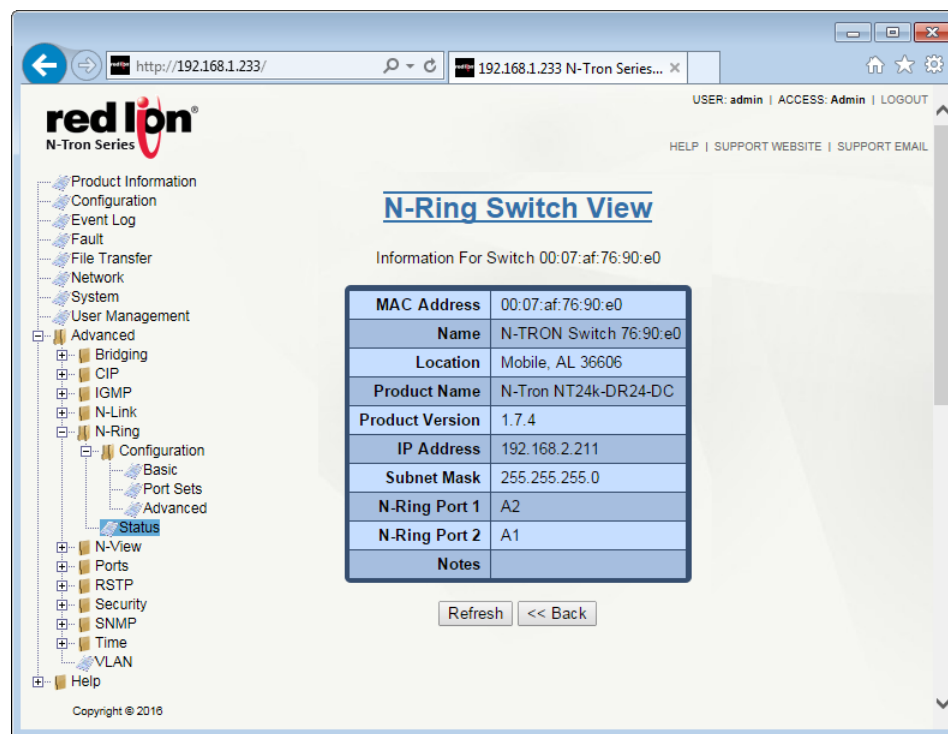 http://192.168.1.233/
192.168.1.233 N-Tron Series...
USER: admin | ACCESS: Admin | LOGOUT
red lion®
N-Tron Series
HELP | SUPPORT WEBSITE | SUPPORT EMAIL
Product Information
Configuration
Event Log
Fault
File Transfer
Network
System
User Management
Advanced
Bridging
CIP
IGMP
N-Link
N-Ring
Configuration
Basic
Port Sets
Advanced
Status
N-View
Ports
RSTP
Security
SNMP
Time
VLAN
Help
Copyright © 2016
N-Ring Switch View
Information For Switch 00:07:af:76:90:e0
MAC Address 00:07:af:76:90:e0
Name N-TRON Switch 76:90:e0
Location Mobile, AL 36606
Product Name N-Tron NT24k-DR24-DC
Product Version 1.7.4
IP Address 192.168.2.211
Subnet Mask 255.255.255.0
N-Ring Port 1 A2
N-Ring Port 2 A1
Notes
Refresh << Back